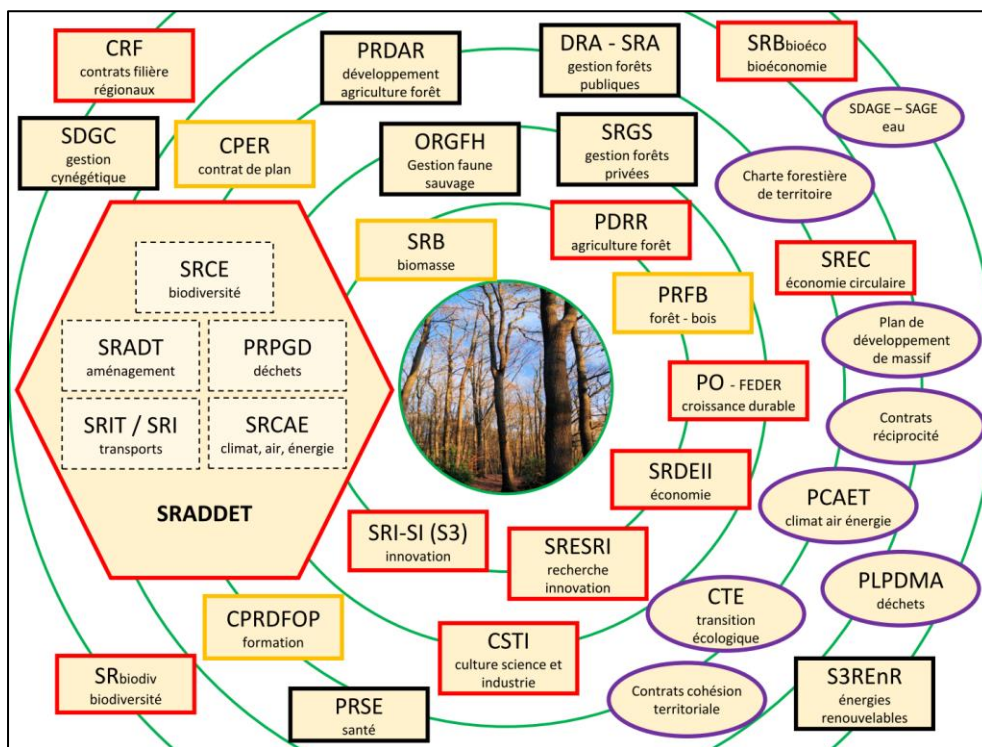 CRF
contrats filière
régionaux
PRDAR
développement
agriculture forêt
DRA - SRA
gestion forêts
publiques
SRBbioéco
bioéconomie
SDAGE – SAGE
eau
SDGC
gestion
cynégétique
CPER
contrat de plan
ORGFH
Gestion faune
sauvage
SRGS
gestion forêts
privées
Charte forestière
de territoire
SRB
biomasse
PDRR
agriculture forêt
SREC
économie circulaire
SRCE
biodiversité
PRFB
forêt - bois
Plan de
développement
de massif
SRADT
aménagement
PRPGD
déchets
PO - FEDER
croissance durable
Contrats
réciprocité
SRIT / SRI
transports
SRCAE
climat, air, énergie
SRDEII
économie
PCAET
climat air énergie
SRADDET
SRI-SI (S3)
innovation
SRESRI
recherche
innovation
PLPDMA
déchets
CPRDFOP
formation
CSTI
culture science et
industrie
CTE
transition
écologique
SRbiodiv
biodiversité
PRSE
santé
Contrats cohésion
territoriale
S3REnR
énergies
renouvelables